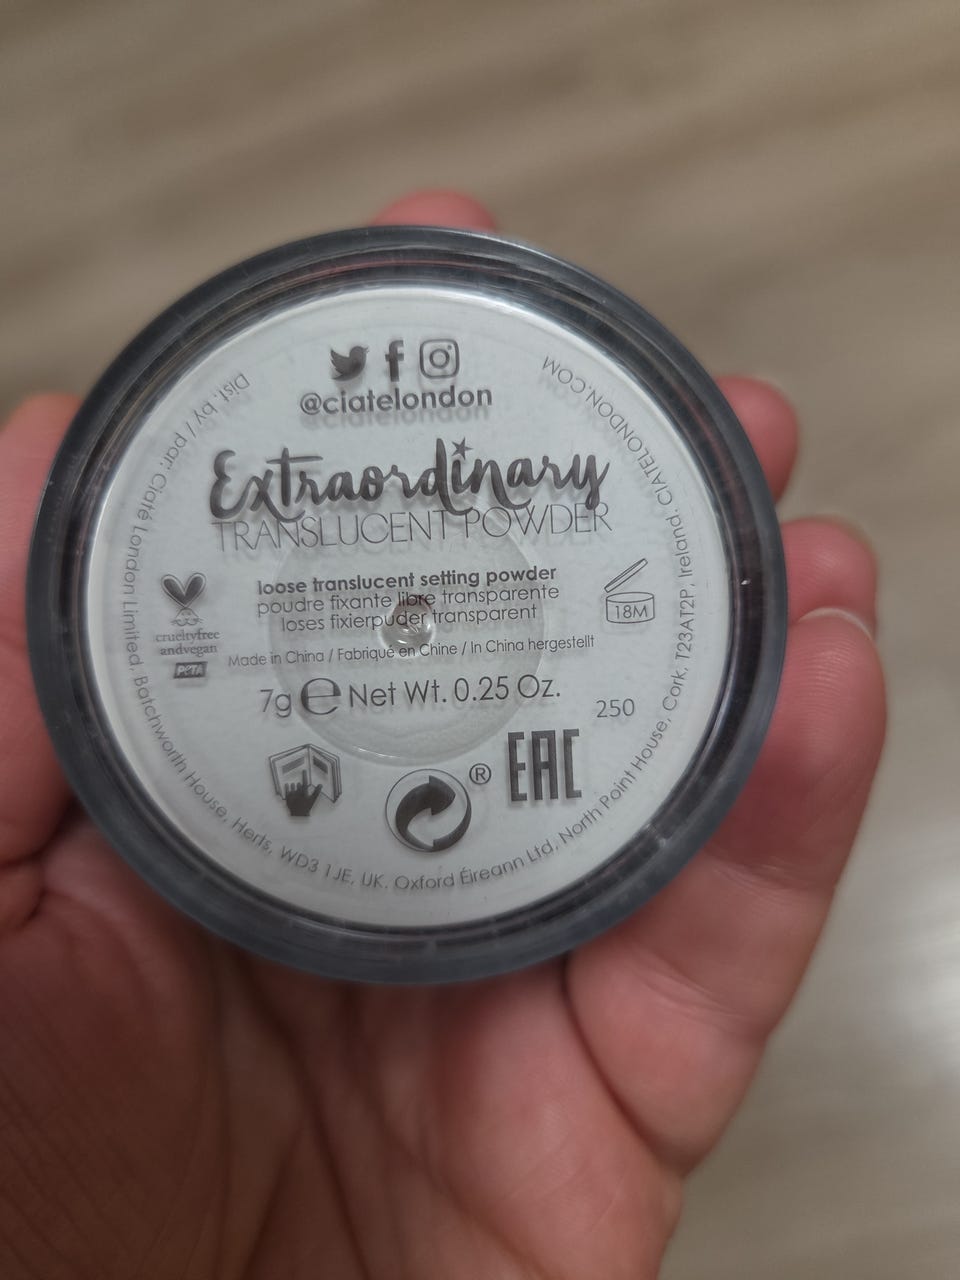 @ciatelondon
Extraordinary
TRANSLUCENT POWDER
loose translucent setting powder
poudre fixante libre transparente
loses fixierpuder transparent
Made in China / Fabriqué en Chine / In China hergestellt
7g e Net Wt. 0.25 Oz.
250
18M
crueltyfree
andvegan
PETA
®
EAC
Dist. by / par: Ciaté London Limited, Batchworth House, Herts, WD3 1JE, UK. Oxford Éireann Ltd, North Point House, Cork, T23AT2P, Ireland. CIATELONDON.COM